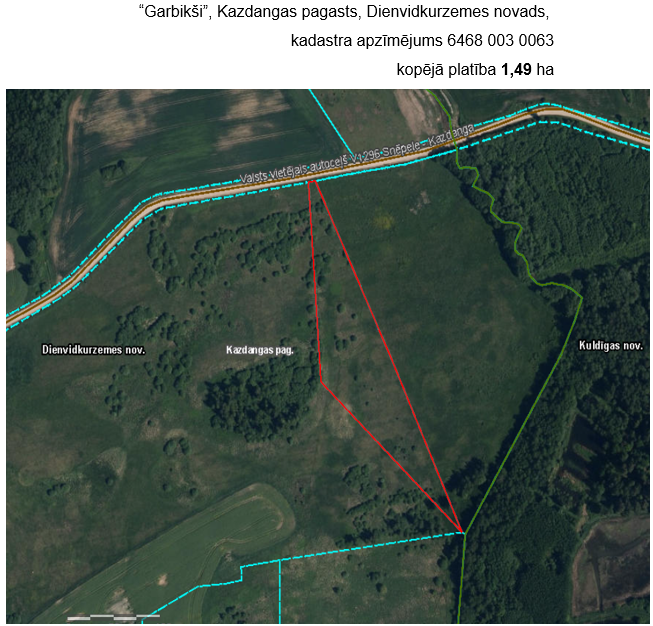 “Garbikši”, Kazdangas pagasts, Dienvidkurzemes novads,
kadastra apzīmējums 6468 003 0063
kopējā platība 1,49 ha
Valsts vietējais autoceļš V1296 Snēpele - Kazdanga
Dienvidkurzemes nov.
Kazdangas pag.
Kuldīgas nov.